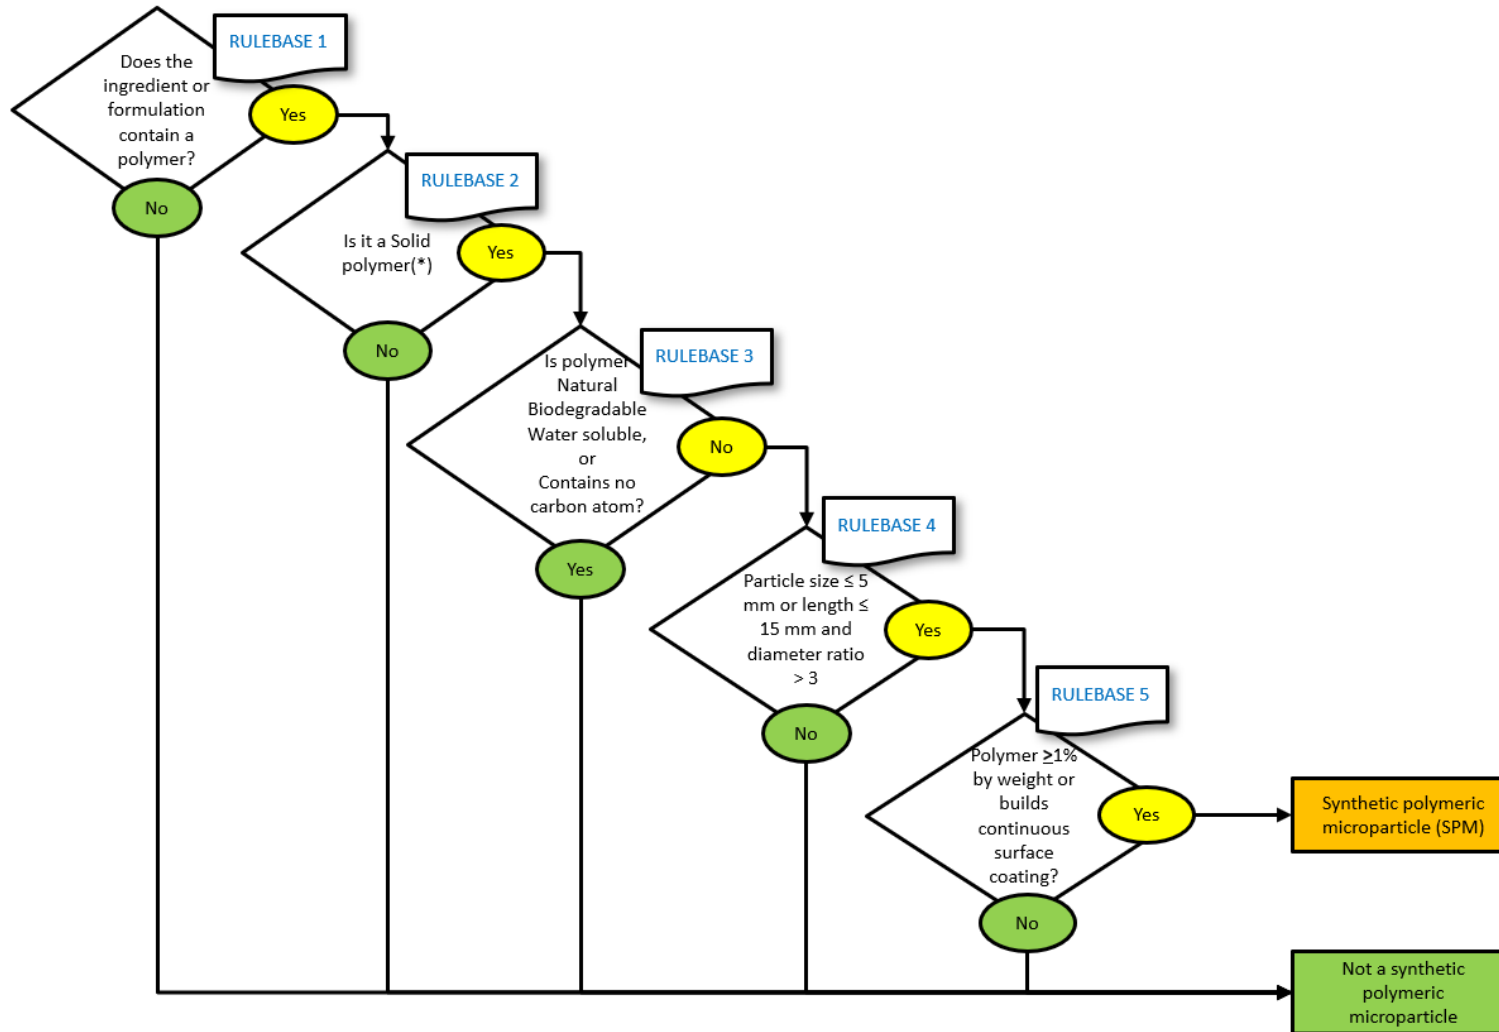 RULEBASE 1
Does the
ingredient or
formulation
contain a
polymer?
Yes
No
RULEBASE 2
Is it a Solid
polymer(*)
Yes
No
RULEBASE 3
Is polymer
Natural
Biodegradable
Water soluble,
or
Contains no
carbon atom?
No
Yes
RULEBASE 4
Particle size ≤ 5
mm or length ≤
15 mm and
diameter ratio
> 3
Yes
No
RULEBASE 5
Polymer ≥1%
by weight or
builds
continuous
surface
coating?
Yes
No
Synthetic polymeric
microparticle (SPM)
Not a synthetic
polymeric
microparticle